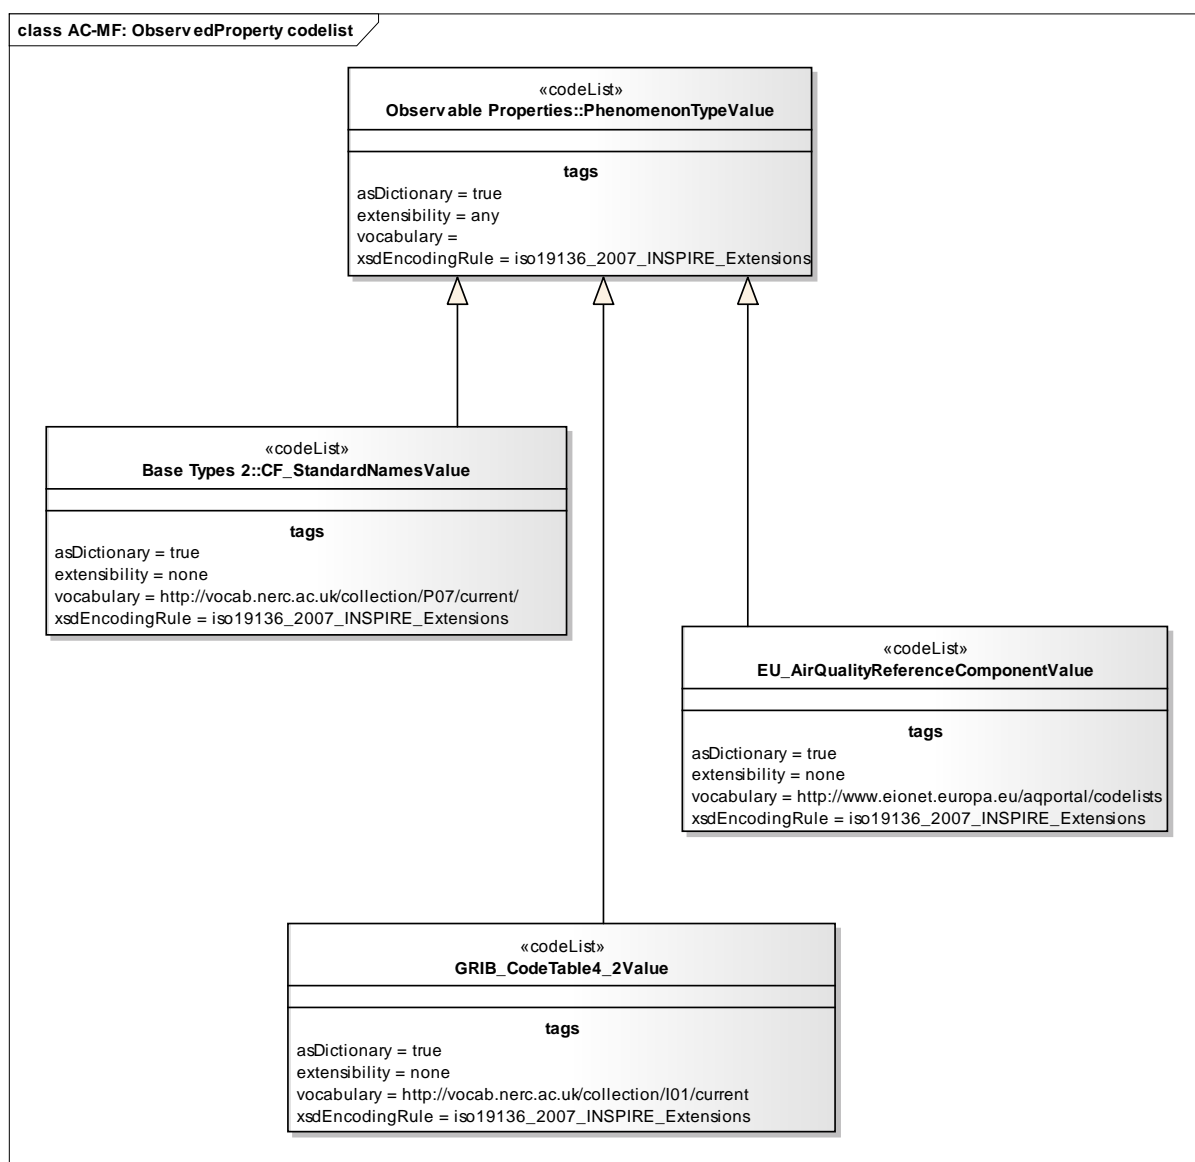 class AC-MF: ObservedProperty codelist
«codeList»
Observable Properties::PhenomenonTypeValue
tags
asDictionary = true
extensibility = any
vocabulary =
xsdEncodingRule = iso19136_2007_INSPIRE_Extensions
«codeList»
Base Types 2::CF_StandardNamesValue
tags
asDictionary = true
extensibility = none
vocabulary = http://vocab.nerc.ac.uk/collection/P07/current/
xsdEncodingRule = iso19136_2007_INSPIRE_Extensions
«codeList»
EU_AirQualityReferenceComponentValue
tags
asDictionary = true
extensibility = none
vocabulary = http://www.eionet.europa.eu/aqportal/codelists
xsdEncodingRule = iso19136_2007_INSPIRE_Extensions
«codeList»
GRIB_CodeTable4_2Value
tags
asDictionary = true
extensibility = none
vocabulary = http://vocab.nerc.ac.uk/collection/I01/current
xsdEncodingRule = iso19136_2007_INSPIRE_Extensions